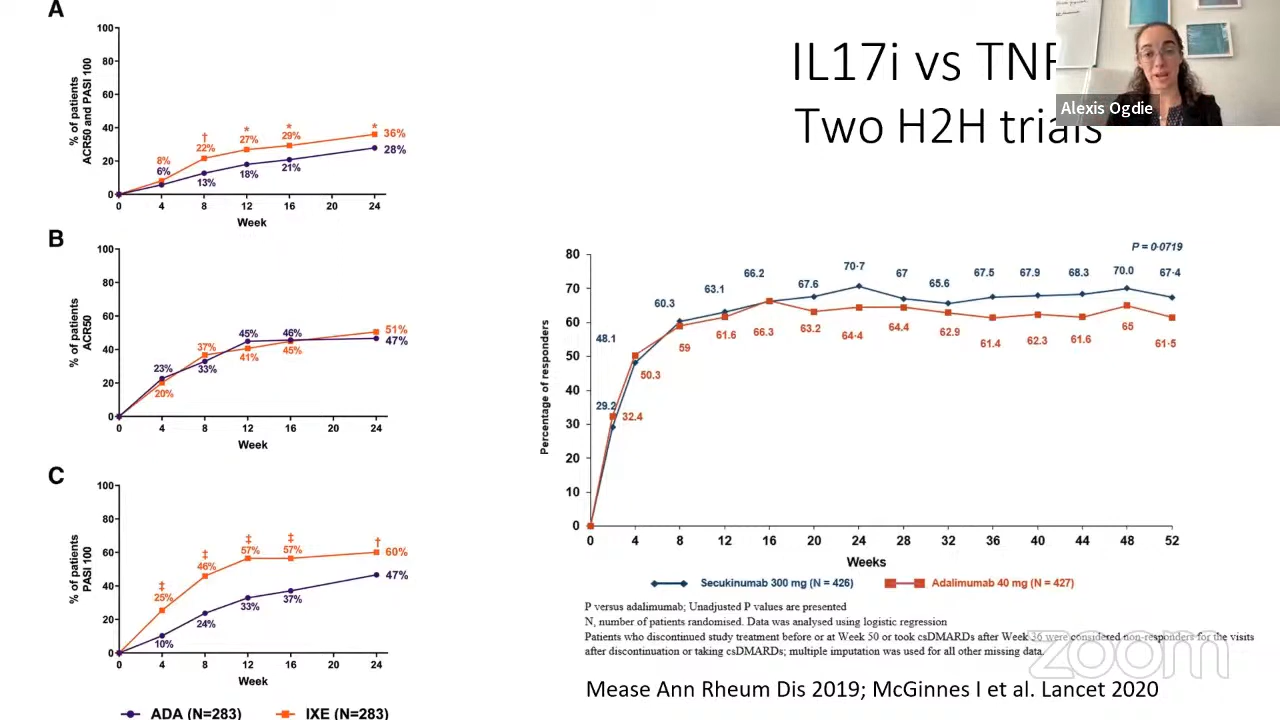 A
% of patients
ACR50 and PASI 100
100
80
60
40
20
0
8%
6%
†
22%
13%
*
27%
18%
*
29%
21%
*
36%
28%
0 4 8 12 16 20 24
Week
B
% of patients
ACR50
100
80
60
40
20
0
23%
20%
37%
33%
45%
41%
46%
45%
51%
47%
0 4 8 12 16 20 24
Week
C
% of patients
PASI 100
100
80
60
40
20
0
‡
25%
10%
‡
46%
24%
‡
57%
33%
‡
57%
37%
†
60%
47%
0 4 8 12 16 20 24
Week
ADA (N=283) IXE (N=283)
IL17i vs TNF
Two H2H trials
Alexis Ogdie
P = 0·0719
Percentage of responders
80
70
60
50
40
30
20
10
0
29.2 48.1 60.3 63.1 66.2 67.6 70·7 67 65.6 67.5 67.9 68.3 70.0 67·4
32.4 50.3 59 61.6 66.3 63.2 64·4 64.4 62.9 61.4 62.3 61.6 65 61·5
0 4 8 12 16 20 24 28 32 36 40 44 48 52
Weeks
Secukinumab 300 mg (N = 426) Adalimumab 40 mg (N = 427)
P versus adalimumab; Unadjusted P values are presented
N, number of patients randomised. Data was analysed using logistic regression
Patients who discontinued study treatment before or at Week 50 or took csDMARDs after Week 36 were considered non-responders for the visits
after discontinuation or taking csDMARDs; multiple imputation was used for all other missing data.
zoom
Mease Ann Rheum Dis 2019; McGinnes I et al. Lancet 2020